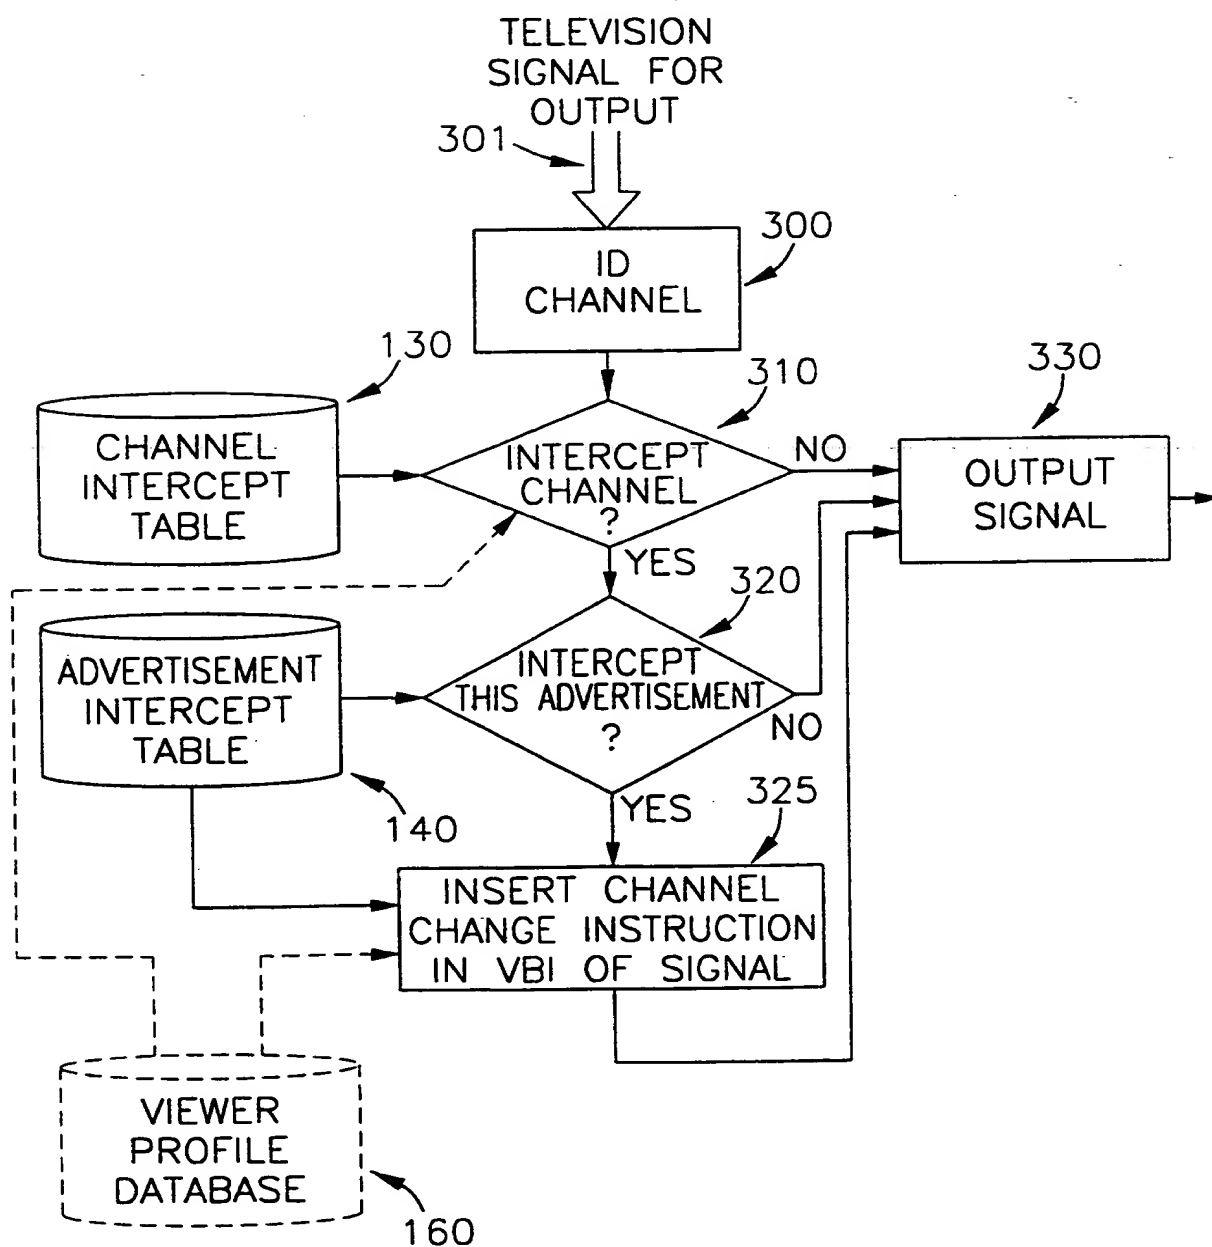 TELEVISION
SIGNAL FOR
OUTPUT
301
300
ID
CHANNEL
130
310
330
CHANNEL
INTERCEPT
TABLE
INTERCEPT
CHANNEL
?
NO
OUTPUT
SIGNAL
YES
320
ADVERTISEMENT
INTERCEPT
TABLE
INTERCEPT
THIS ADVERTISEMENT
?
NO
140
YES
325
INSERT CHANNEL
CHANGE INSTRUCTION
IN VBI OF SIGNAL
VIEWER
PROFILE
DATABASE
160